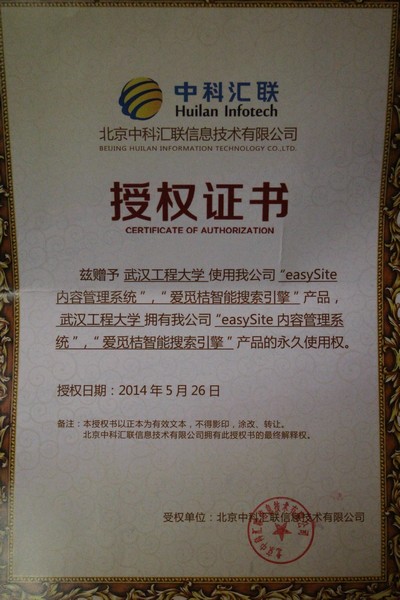 中科汇联
Huilan Infotech
北京中科汇联信息技术有限公司
BEIJING HUILAN INFORMATION TECHNOLOGY CO.,LTD.
授权证书
CERTIFICATE OF AUTHORIZATION
兹赠予 武汉工程大学 使用我公司 “easySite
内容管理系统”，“爱觅桔智能搜索引擎” 产品，
武汉工程大学 拥有我公司 “easySite 内容管理系
统”，“爱觅桔智能搜索引擎” 产品的永久使用权。
授权日期：2014 年 5 月 26 日
备注：本授权书以正本为有效文本，不得影印，涂改、转让。
北京中科汇联信息技术有限公司拥有此授权书的最终解释权。
受权单位：北京中科汇联信息技术有限公司